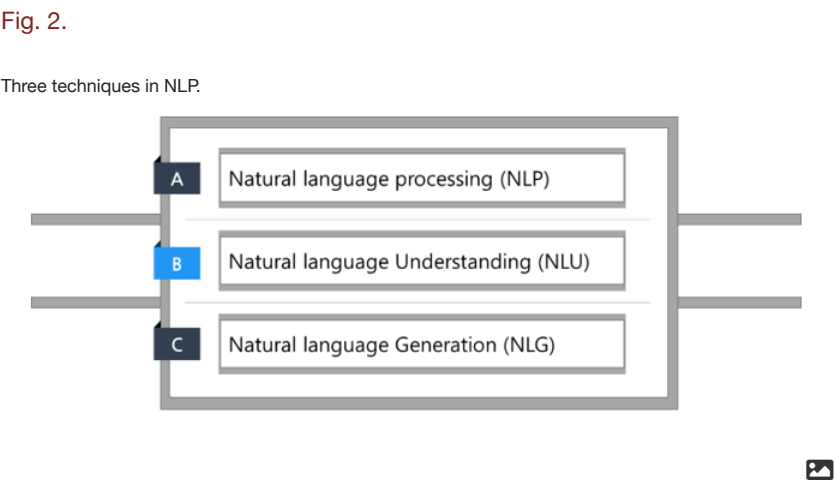 Fig. 2.
Three techniques in NLP.
A
Natural language processing (NLP)
B
Natural language Understanding (NLU)
C
Natural language Generation (NLG)